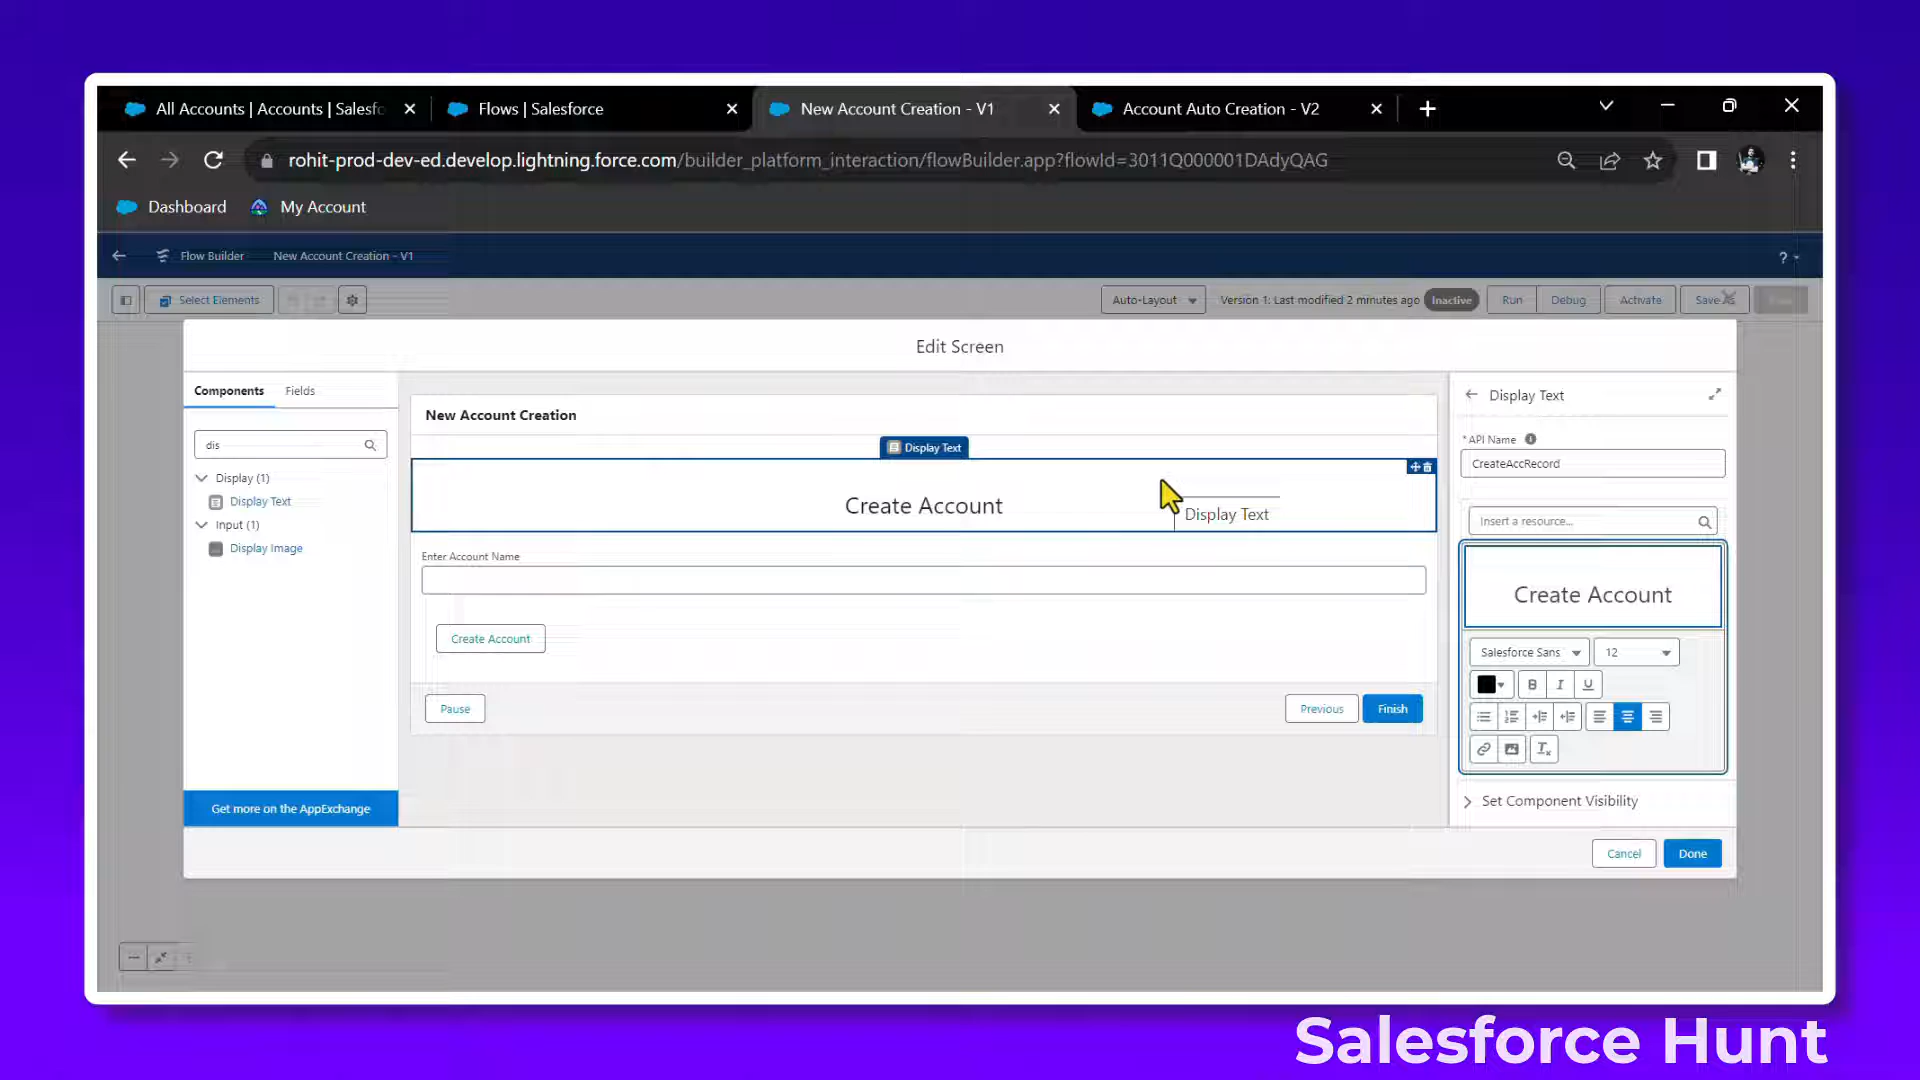 All Accounts | Accounts | Salesfo
Flows | Salesforce
New Account Creation - V1
Account Auto Creation - V2
rohit-prod-dev-ed.develop.lightning.force.com/builder_platform_interaction/flowBuilder.app?flowId=3011Q000001DAdyQAG
Dashboard
My Account
Flow Builder
New Account Creation - V1
?
Select Elements
Auto-Layout
Version 1: Last modified 2 minutes ago
Inactive
Run
Debug
Activate
Save As
Edit Screen
Components
Fields
dis
Display (1)
Display Text
Input (1)
Display Image
Get more on the AppExchange
New Account Creation
Display Text
Create Account
Display Text
Enter Account Name
Create Account
Pause
Previous
Finish
Display Text
* API Name
CreateAccRecord
Insert a resource...
Create Account
Salesforce Sans
12
B
I
U
Set Component Visibility
Cancel
Done
Salesforce Hunt